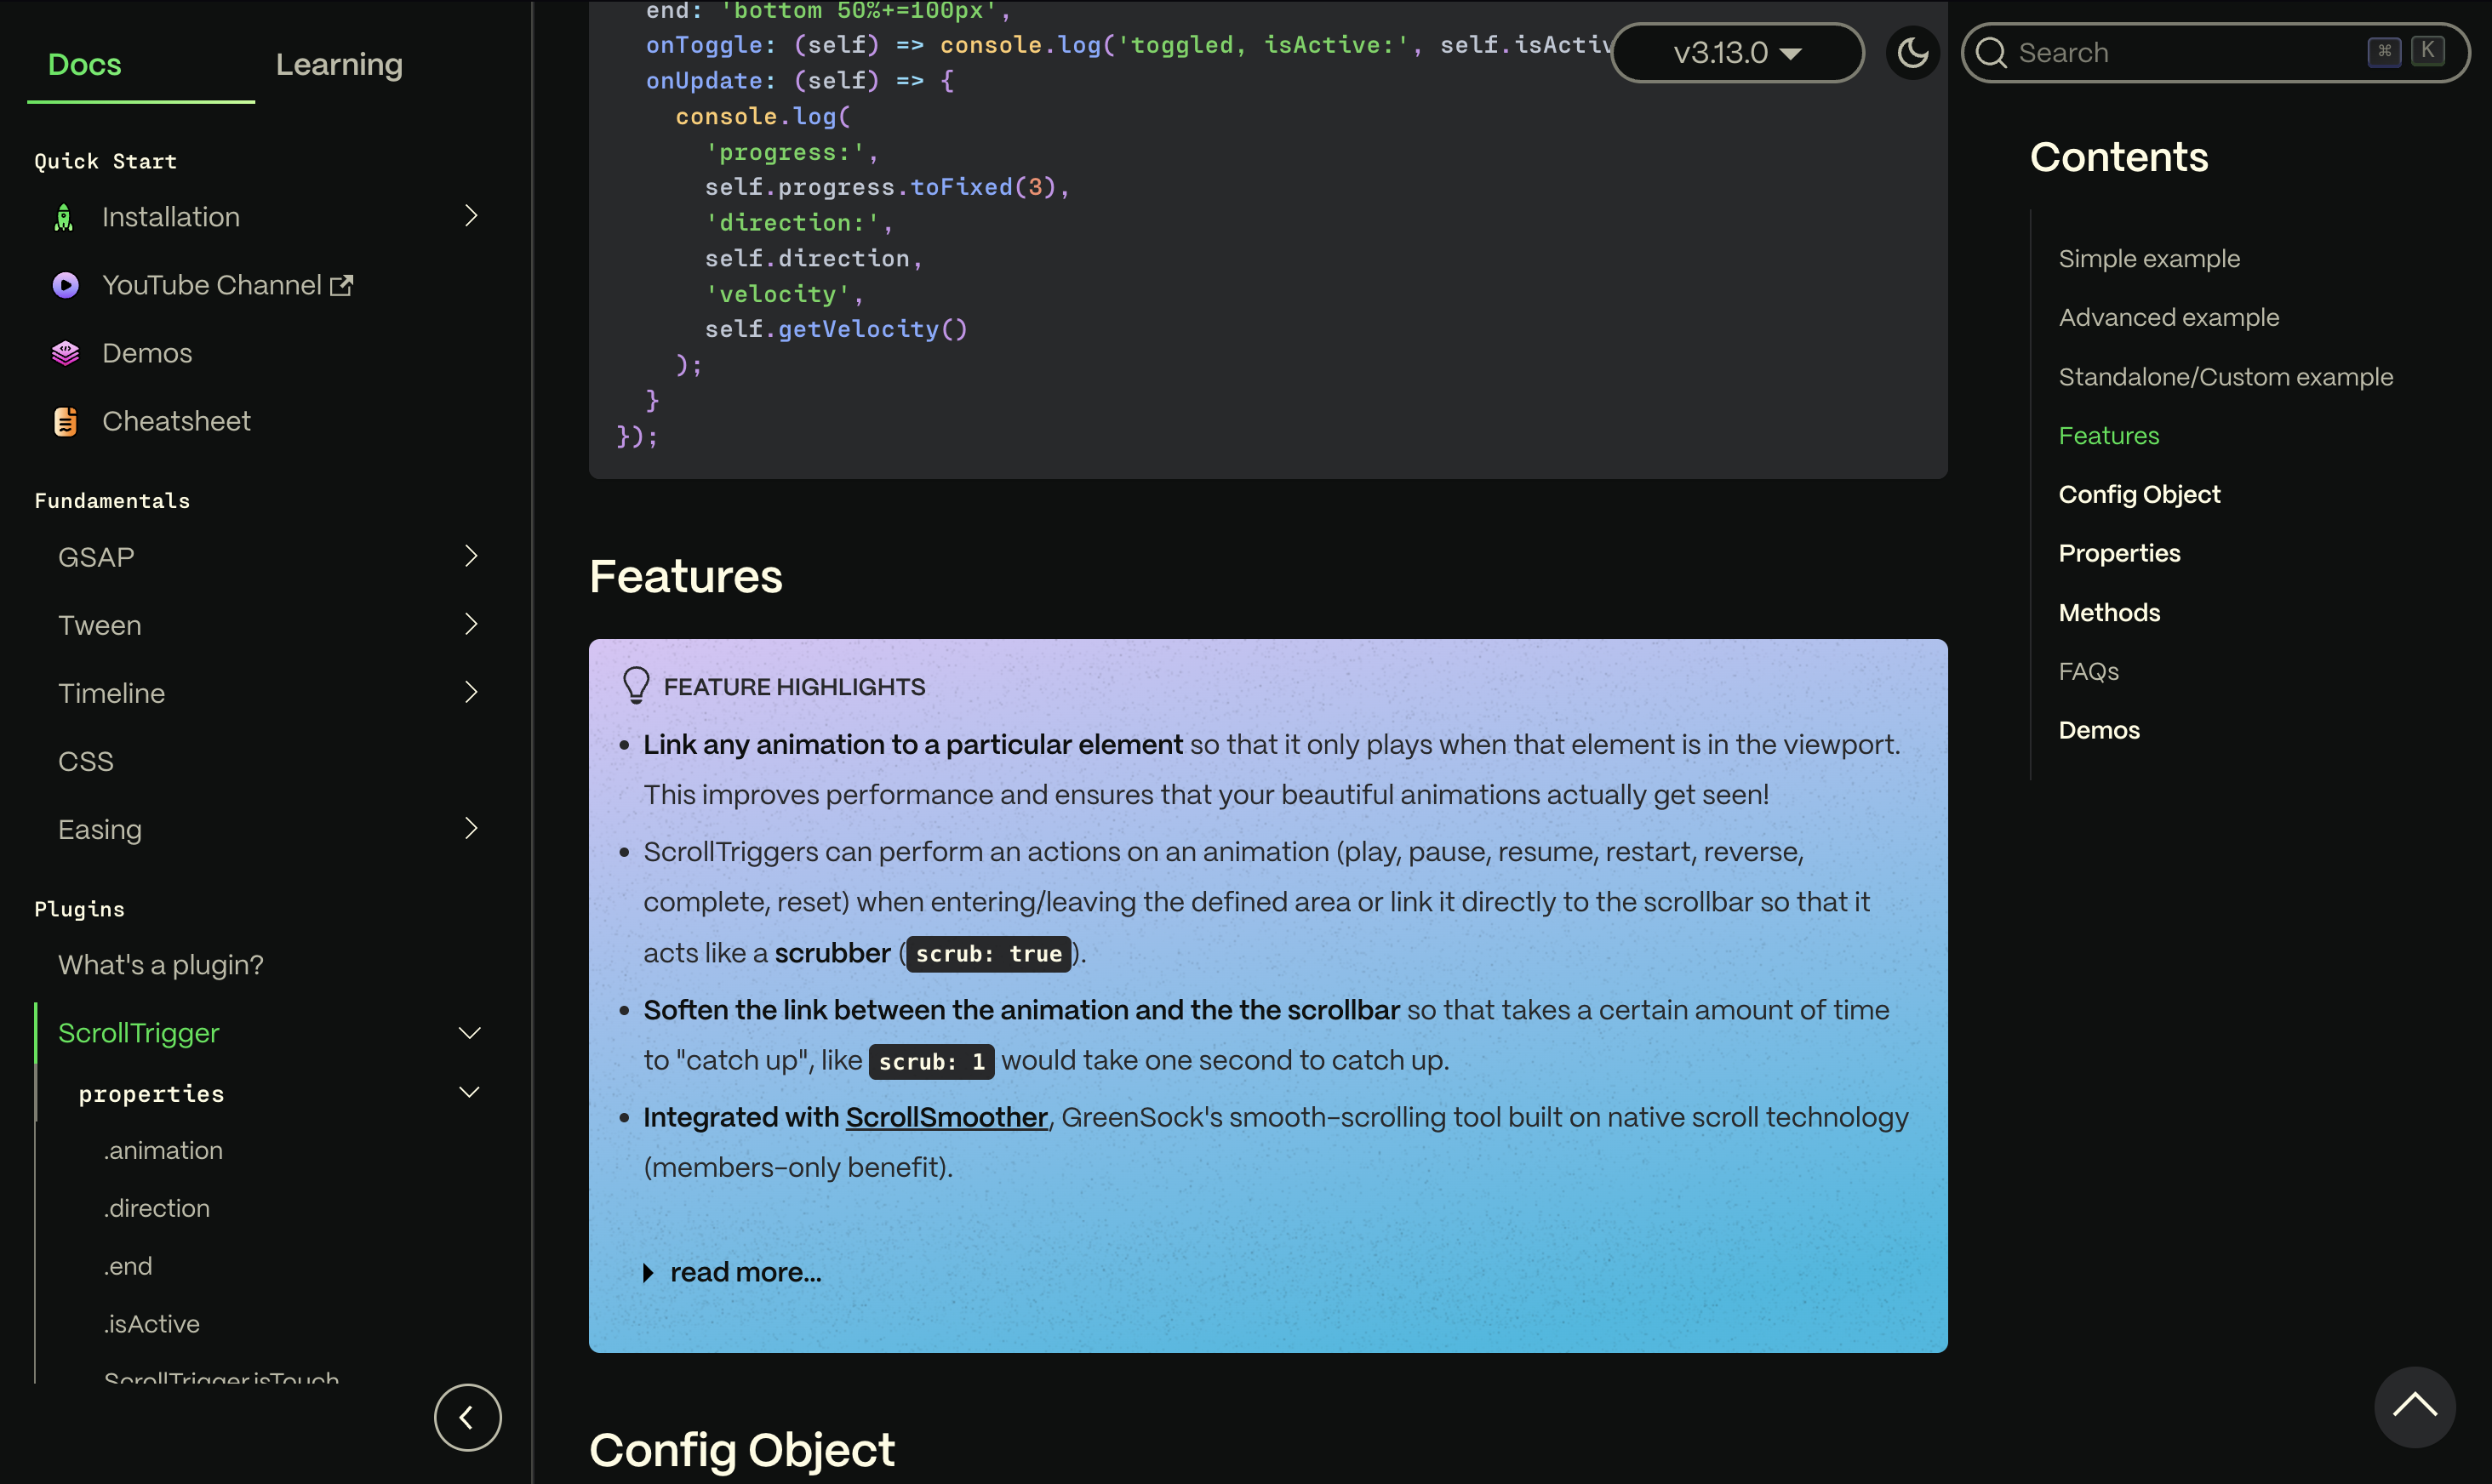 Docs
Learning
Quick Start
Installation
YouTube Channel
Demos
Cheatsheet
Fundamentals
GSAP
Tween
Timeline
CSS
Easing
Plugins
What's a plugin?
ScrollTrigger
properties
.animation
.direction
.end
.isActive
ScrollTrigger.isTouch
end: 'bottom 50%+=100px',
onToggle: (self) => console.log('toggled, isActive:', self.isActiv
onUpdate: (self) => {
console.log(
'progress:',
self.progress.toFixed(3),
'direction:',
self.direction,
'velocity',
self.getVelocity()
);
}
});
v3.13.0
Search
⌘ K
Features
FEATURE HIGHLIGHTS
• Link any animation to a particular element so that it only plays when that element is in the viewport.
This improves performance and ensures that your beautiful animations actually get seen!
• ScrollTriggers can perform an actions on an animation (play, pause, resume, restart, reverse,
complete, reset) when entering/leaving the defined area or link it directly to the scrollbar so that it
acts like a scrubber (scrub: true).
• Soften the link between the animation and the the scrollbar so that takes a certain amount of time
to "catch up", like scrub: 1 would take one second to catch up.
• Integrated with ScrollSmoother, GreenSock's smooth-scrolling tool built on native scroll technology
(members-only benefit).
read more...
Config Object
Contents
Simple example
Advanced example
Standalone/Custom example
Features
Config Object
Properties
Methods
FAQs
Demos